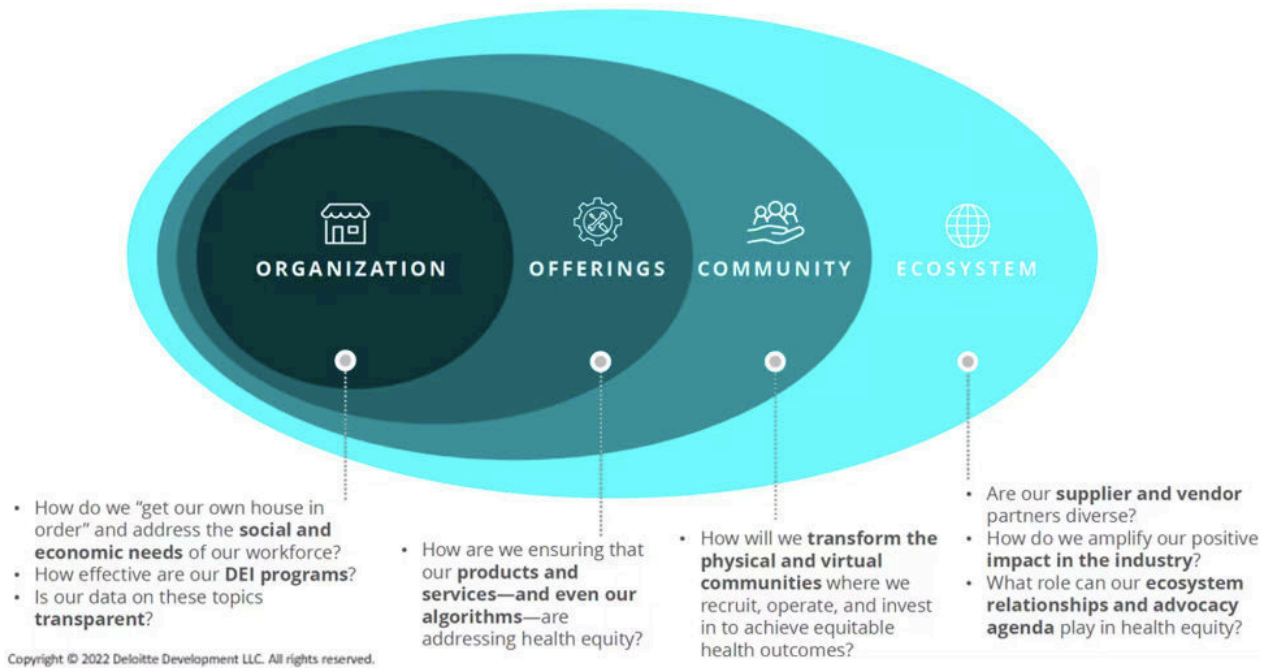 ORGANIZATION
OFFERINGS
COMMUNITY
ECOSYSTEM
• How do we “get our own house in
order” and address the social and
economic needs of our workforce?
• How effective are our DEI programs?
• Is our data on these topics
transparent?
• How are we ensuring that
our products and
services—and even our
algorithms—are
addressing health equity?
• How will we transform the
physical and virtual
communities where we
recruit, operate, and invest
in to achieve equitable
health outcomes?
• Are our supplier and vendor
partners diverse?
• How do we amplify our positive
impact in the industry?
• What role can our ecosystem
relationships and advocacy
agenda play in health equity?
Copyright © 2022 Deloitte Development LLC. All rights reserved.